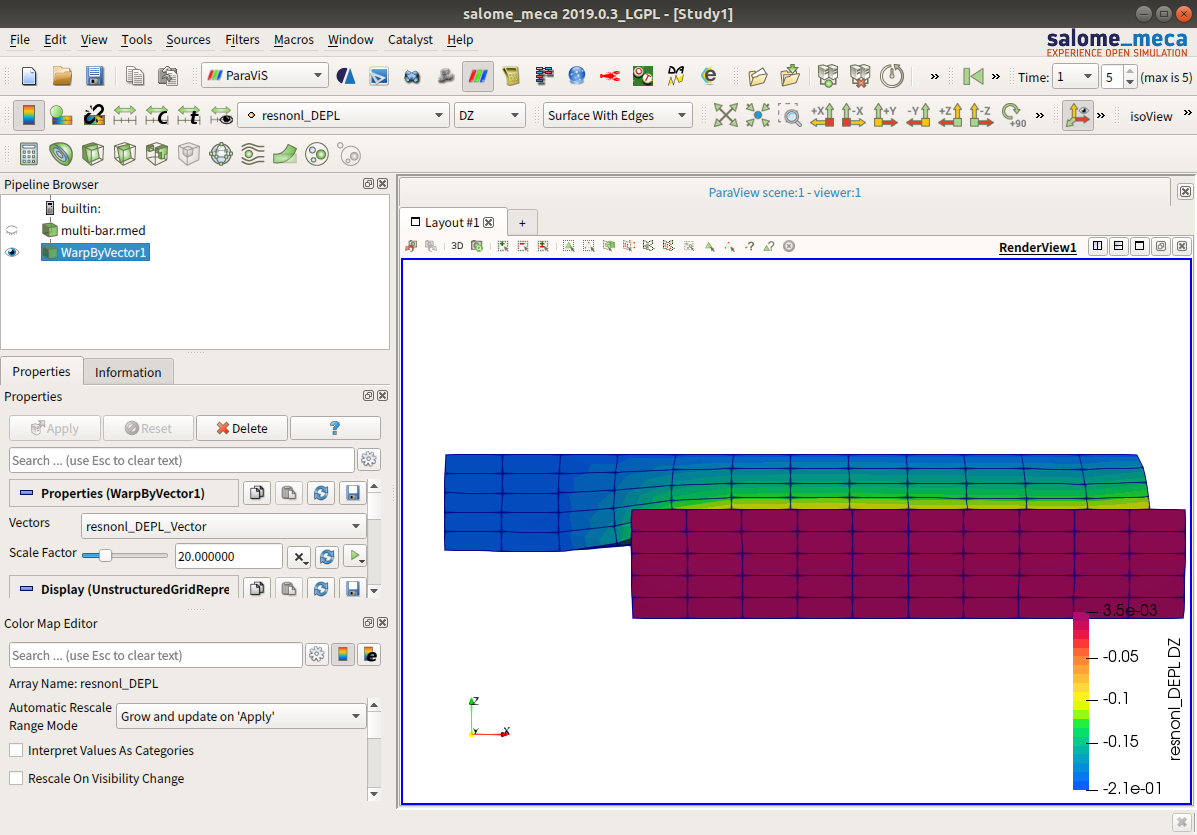 salome_meca 2019.0.3_LGPL - [Study1]
File Edit View Tools Sources Filters Macros Window Catalyst Help
salome_meca
EXPERIENCE OPEN SIMULATION
ParaViS » » Time: 1 5 (max is 5)
resnonl_DEPL DZ Surface With Edges +X -X +Y -Y +Z -Z +90 » » isoView »
Pipeline Browser
builtin:
multi-bar.rmed
WarpByVector1
ParaView scene:1 - viewer:1
Layout #1 +
3D RenderView1
Properties Information
Properties
Apply Reset Delete ?
Search ... (use Esc to clear text)
Properties (WarpByVector1)
Vectors resnonl_DEPL_Vector
Scale Factor 20.000000
Display (UnstructuredGridRepre
Color Map Editor
Search ... (use Esc to clear text)
Array Name: resnonl_DEPL
Automatic Rescale
Range Mode
Grow and update on 'Apply'
Interpret Values As Categories
Rescale On Visibility Change
Z
Y X
3.5e-03
-0.05
-0.1
-0.15
-2.1e-01
resnonl_DEPL DZ